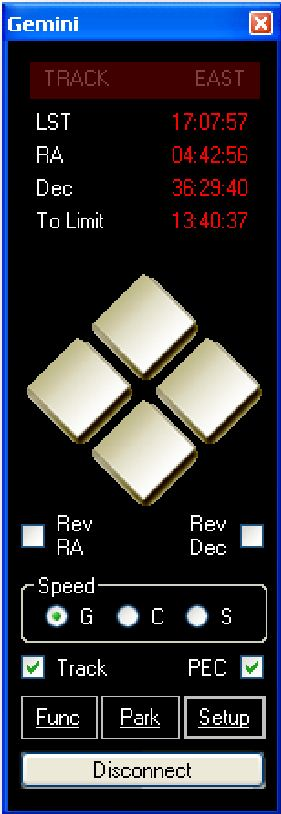 Gemini
TRACK EAST
LST 17:07:57
RA 04:42:56
Dec 36:29:40
To Limit 13:40:37
Rev RA
Rev Dec
Speed
G C S
Track PEC
Func Park Setup
Disconnect